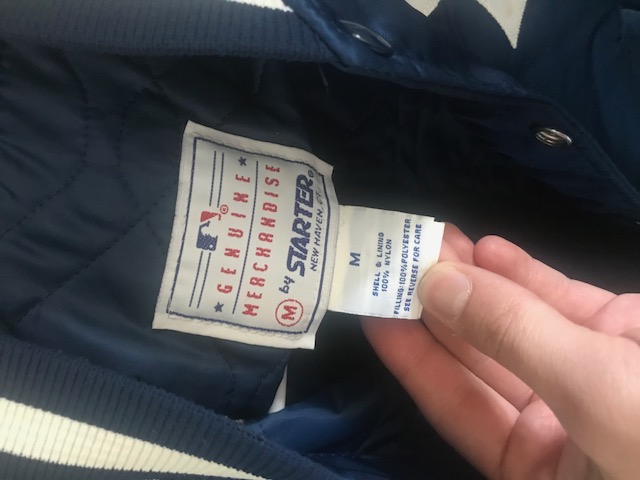 GENUINE
MERCHANDISE
M by STARTER®
NEW HAVEN, CT
M
SHELL & LINING
100% NYLON
FILLING:100%POLYESTER
SEE REVERSE FOR CARE